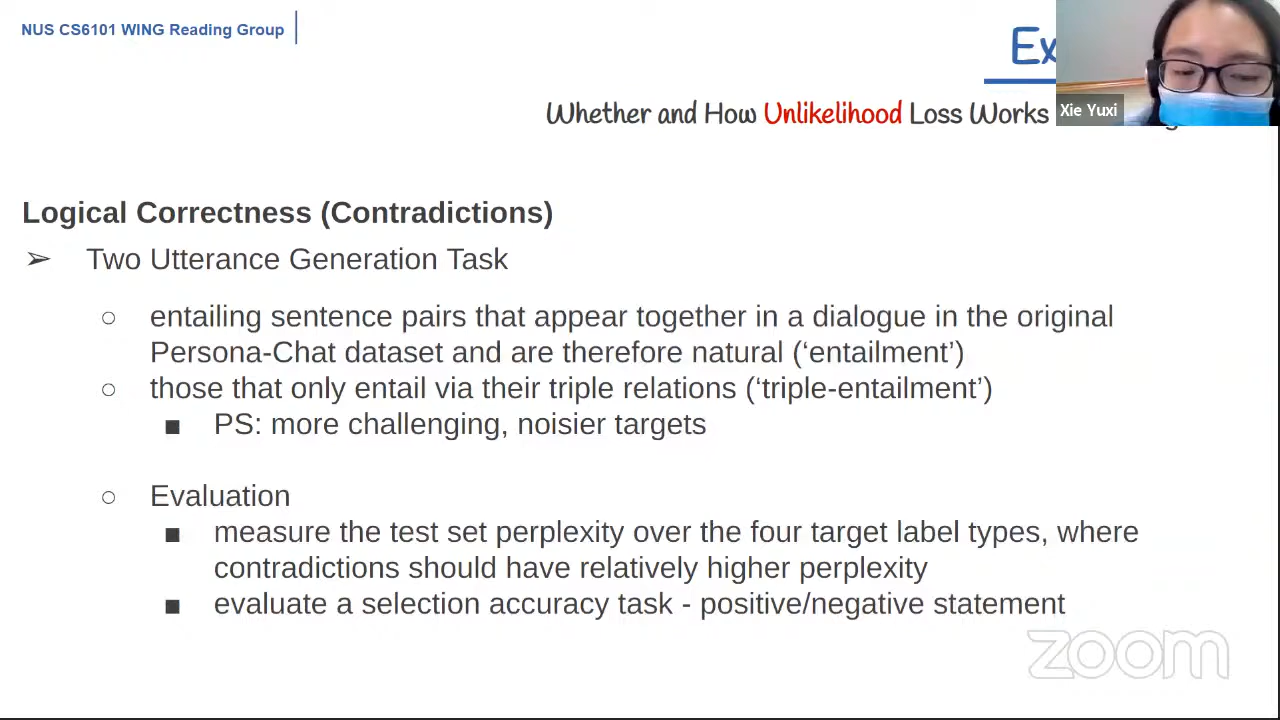 NUS CS6101 WING Reading Group
Whether and How Unlikelihood Loss Works
Xie Yuxi
Logical Correctness (Contradictions)
➢ Two Utterance Generation Task
○ entailing sentence pairs that appear together in a dialogue in the original
Persona-Chat dataset and are therefore natural (‘entailment’)
○ those that only entail via their triple relations (‘triple-entailment’)
■ PS: more challenging, noisier targets
○ Evaluation
■ measure the test set perplexity over the four target label types, where
contradictions should have relatively higher perplexity
■ evaluate a selection accuracy task - positive/negative statement
zoom